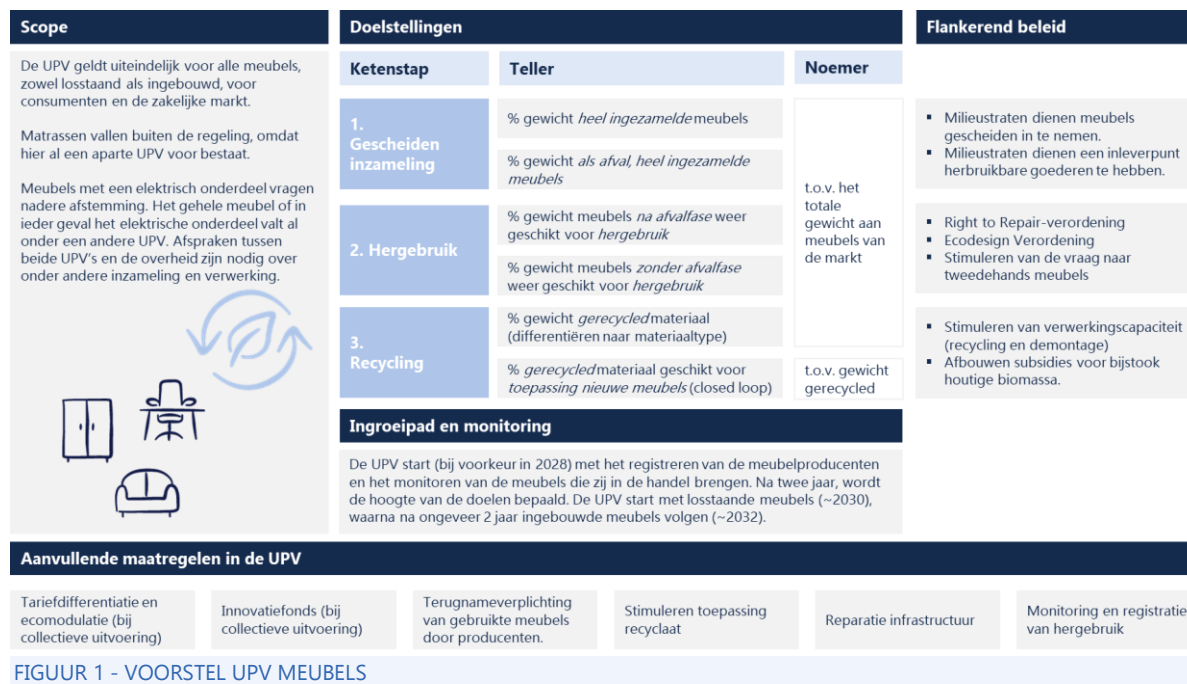 Scope
De UPV geldt uiteindelijk voor alle meubels,
zowel losstaand als ingebouwd, voor
consumenten en de zakelijke markt.
Matrassen vallen buiten de regeling, omdat
hier al een aparte UPV voor bestaat.
Meubels met een elektrisch onderdeel vragen
nadere afstemming. Het gehele meubel of in
ieder geval het elektrische onderdeel valt al
onder een andere UPV. Afspraken tussen
beide UPV's en de overheid zijn nodig over
onder andere inzameling en verwerking.
Doelstellingen
Ketenstap
Teller
Noemer
1.
Gescheiden
inzameling
% gewicht heel ingezamelde meubels
% gewicht als afval, heel ingezamelde
meubels
2. Hergebruik
% gewicht meubels na afvalfase weer
geschikt voor hergebruik
% gewicht meubels zonder afvalfase
weer geschikt voor hergebruik
3.
Recycling
% gewicht gerecycled materiaal
(differentiëren naar materiaaltype)
% gerecycled materiaal geschikt voor
toepassing nieuwe meubels (closed loop)
t.o.v. het
totale
gewicht aan
meubels van
de markt
t.o.v. gewicht
gerecycled
Flankerend beleid
▪ Milieustraten dienen meubels
gescheiden in te nemen.
▪ Milieustraten dienen een inleverpunt
herbruikbare goederen te hebben.
▪ Right to Repair-verordening
▪ Ecodesign Verordening
▪ Stimuleren van de vraag naar
tweedehands meubels
▪ Stimuleren van verwerkingscapaciteit
(recycling en demontage)
▪ Afbouwen subsidies voor bijstook
houtige biomassa.
Ingroeipad en monitoring
De UPV start (bij voorkeur in 2028) met het registreren van de meubelproducenten
en het monitoren van de meubels die zij in de handel brengen. Na twee jaar, wordt
de hoogte van de doelen bepaald. De UPV start met losstaande meubels (~2030),
waarna na ongeveer 2 jaar ingebouwde meubels volgen (~2032).
Aanvullende maatregelen in de UPV
Tariefdifferentiatie en
ecomodulatie (bij
collectieve uitvoering)
Innovatiefonds (bij
collectieve uitvoering)
Terugnameverplichting
van gebruikte meubels
door producenten.
Stimuleren toepassing
recyclaat
Reparatie infrastructuur
Monitoring en registratie
van hergebruik
FIGUUR 1 - VOORSTEL UPV MEUBELS